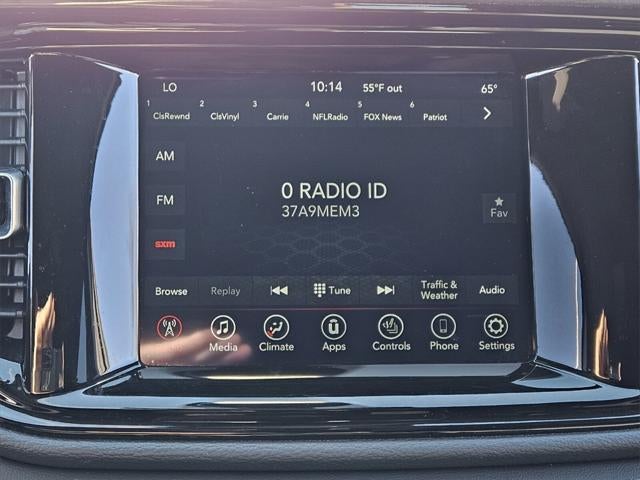 LO 10:14 55°F out 65°
1 ClsRewnd 2 ClsVinyl 3 Carrie 4 NFLRadio 5 FOX News 6 Patriot
AM
FM
sxm
0 RADIO ID
37A9MEM3
Fav
Browse Replay Tune Traffic & Weather Audio
Media Climate Apps Controls Phone Settings